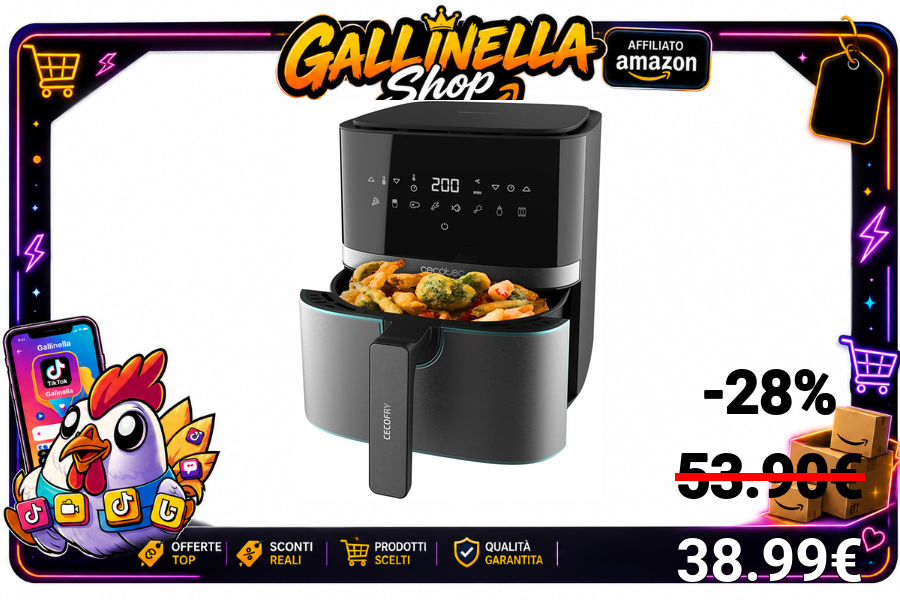 GALLINELLA
Shop
AFFILIATO
amazon
200
cecotec
CECOFRY
Gallinella
TikTok
Gallinella
-28%
53.90€
38.99€
OFFERTE
TOP
SCONTI
REALI
PRODOTTI
SCELTI
QUALITÀ
GARANTITA